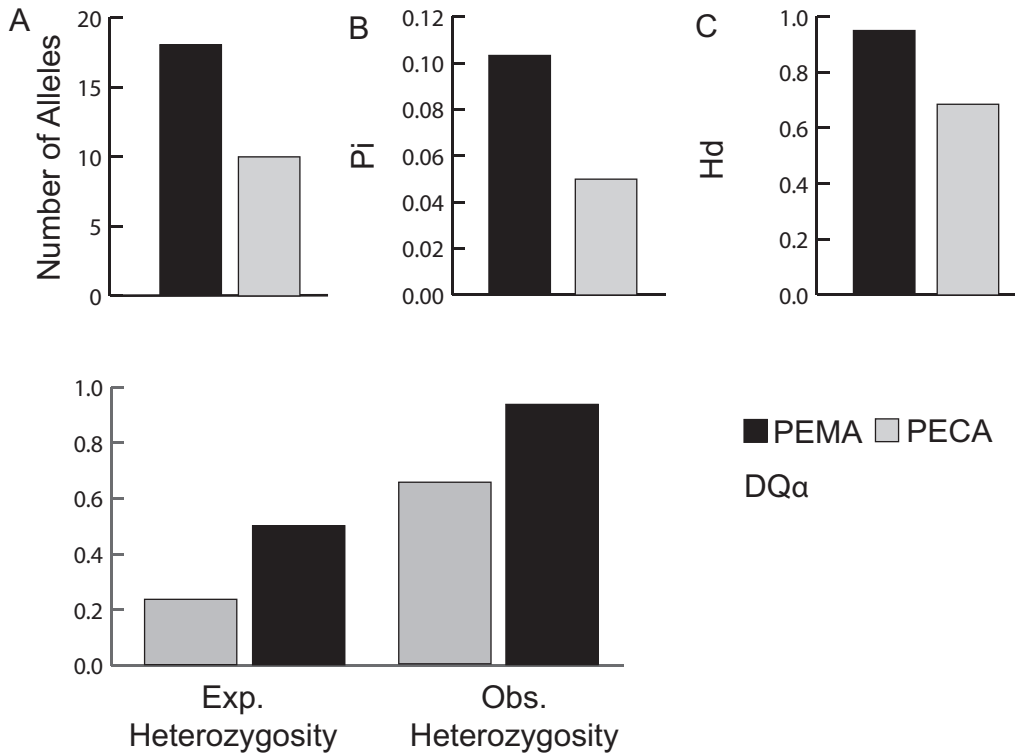 A
Number of Alleles
20
15
10
5
0
B
Pi
0.12
0.10
0.08
0.06
0.04
0.02
0.00
C
Hd
1.0
0.8
0.6
0.4
0.2
0.0
1.0
0.8
0.6
0.4
0.2
0.0
Exp.
Heterozygosity
Obs.
Heterozygosity
PEMA PECA
DQα